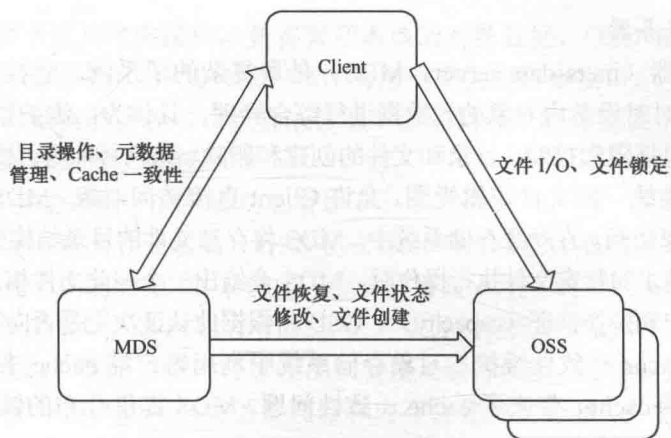 Client
目录操作、元数据
管理、Cache 一致性
文件 I/O、文件锁定
文件恢复、文件状态
修改、文件创建
MDS
OSS